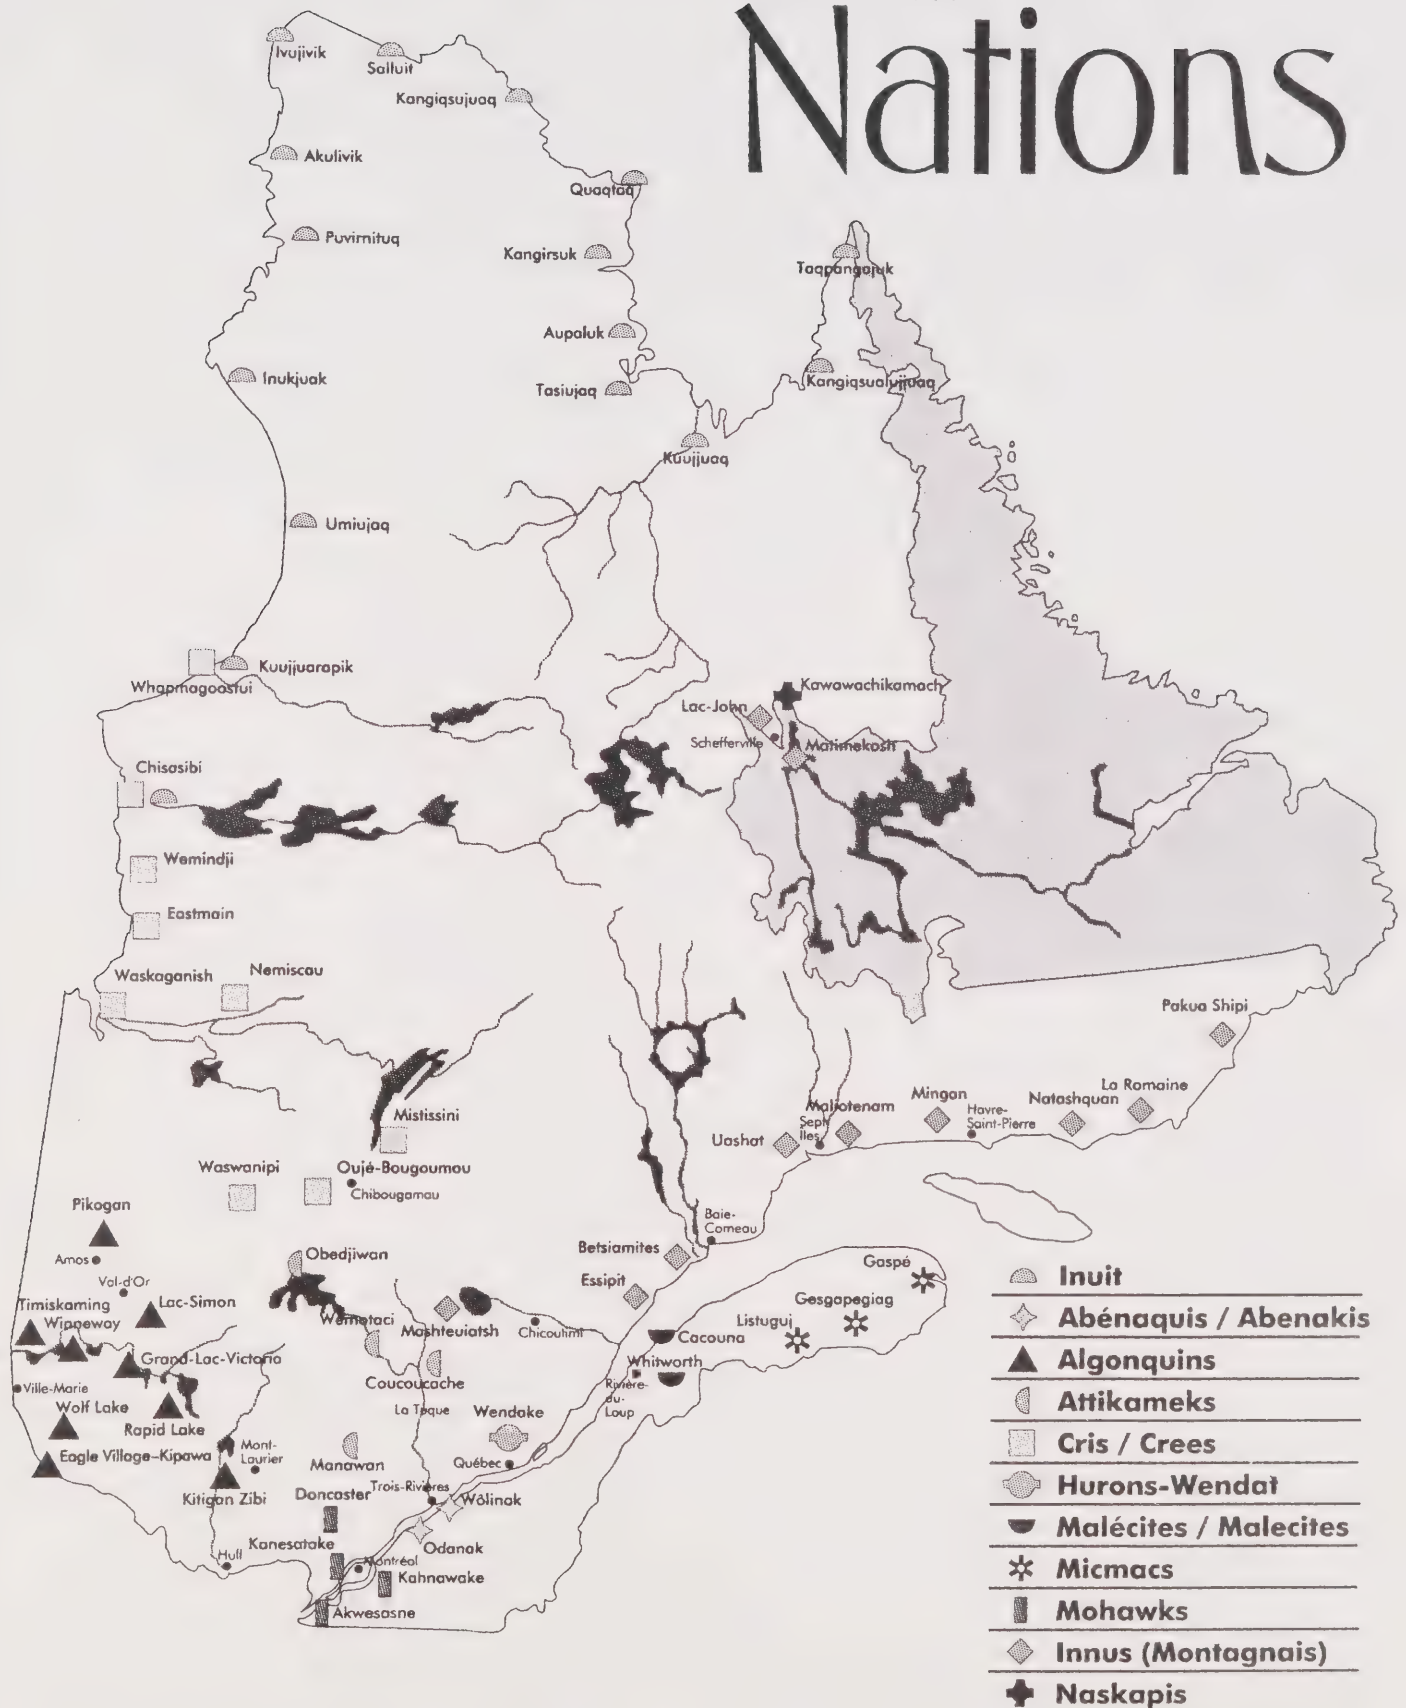 Nations
Ivujivik
Salluit
Kangiqsujuaq
Akulivik
Quaqtaq
Puvirnituq
Kangirsuk
Taqpangajuk
Aupaluk
Inukjuak
Tasiujaq
Kangiqsualujjuaq
Kuujjuaq
Umiujaq
Kuujjuarapik
Whapmagoostui
Kawawachikamach
Lac-John
Schefferville
Matimekosh
Chisasibi
Wemindji
Eastmain
Waskaganish
Nemiscau
Pakua Shipi
Mistissini
La Romaine
Natashquan
Mingan
Havre-
Saint-Pierre
Maliotenam
Sept-
Iles
Uashat
Waswanipi
Oujé-Bougoumou
Chibougamau
Pikogan
Amos
Baie-
Comeau
Betsiamites
Obedjiwan
Essipit
Gaspé
Val-d'Or
Lac-Simon
Timiskaming
Winneway
Gesgapegiag
Listuguj
Wemotaci
Mashteuiatsh
Chicoutimi
Cacouna
Grand-Lac-Victoria
Whitworth
Rivière-
du-
Loup
Ville-Marie
Coucoucache
Wolf Lake
Rapid Lake
La Tuque
Wendake
Mont-
Laurier
Eagle Village–Kipawa
Manawan
Québec
Kitigan Zibi
Doncaster
Trois-Rivières
Wôlinak
Kanesatake
Odanak
Hull
Montréal
Kahnawake
Akwesasne
Inuit
Abénaquis / Abenakis
Algonquins
Attikameks
Cris / Crees
Hurons-Wendat
Malécites / Malecites
Micmacs
Mohawks
Innus (Montagnais)
Naskapis